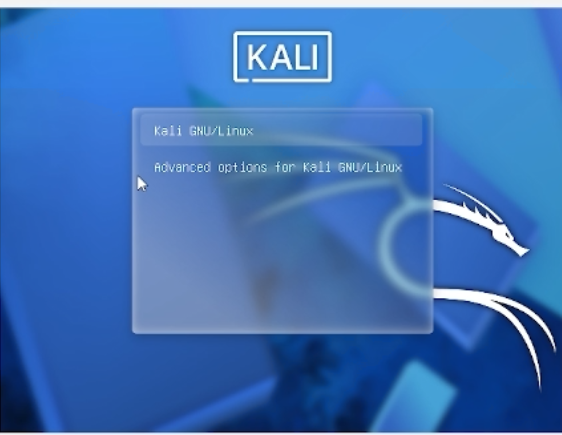 KALI
Kali GNU/Linux
Advanced options for Kali GNU/Linux